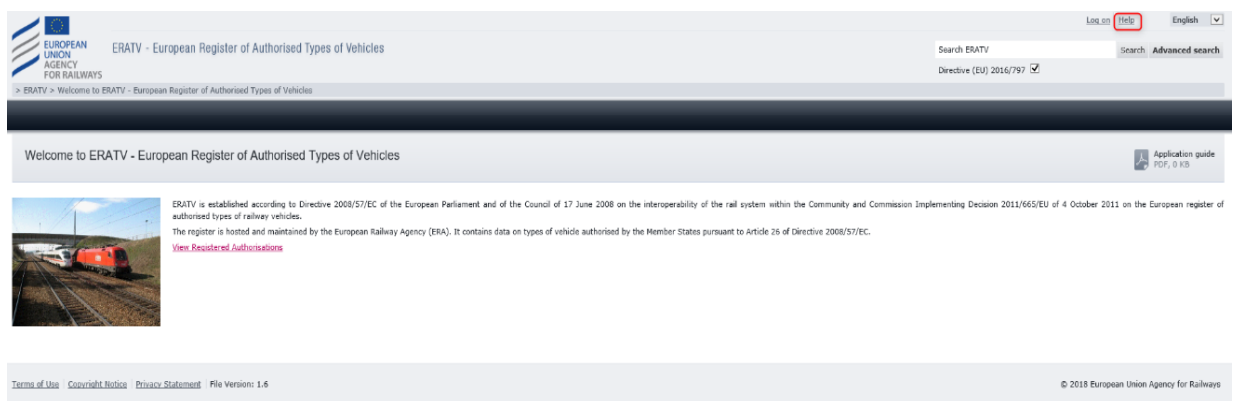 Log on Help English
EUROPEAN
UNION
AGENCY
FOR RAILWAYS
ERATV - European Register of Authorised Types of Vehicles
Search ERATV Search Advanced search
Directive (EU) 2016/797
> ERATV > Welcome to ERATV - European Register of Authorised Types of Vehicles
Welcome to ERATV - European Register of Authorised Types of Vehicles
Application guide
PDF, 0 KB
ERATV is established according to Directive 2008/57/EC of the European Parliament and of the Council of 17 June 2008 on the interoperability of the rail system within the Community and Commission Implementing Decision 2011/665/EU of 4 October 2011 on the European register of
authorised types of railway vehicles.
The register is hosted and maintained by the European Railway Agency (ERA). It contains data on types of vehicle authorised by the Member States pursuant to Article 26 of Directive 2008/57/EC.
View Registered Authorisations
Terms of Use Copyright Notice Privacy Statement File Version: 1.6
© 2018 European Union Agency for Railways